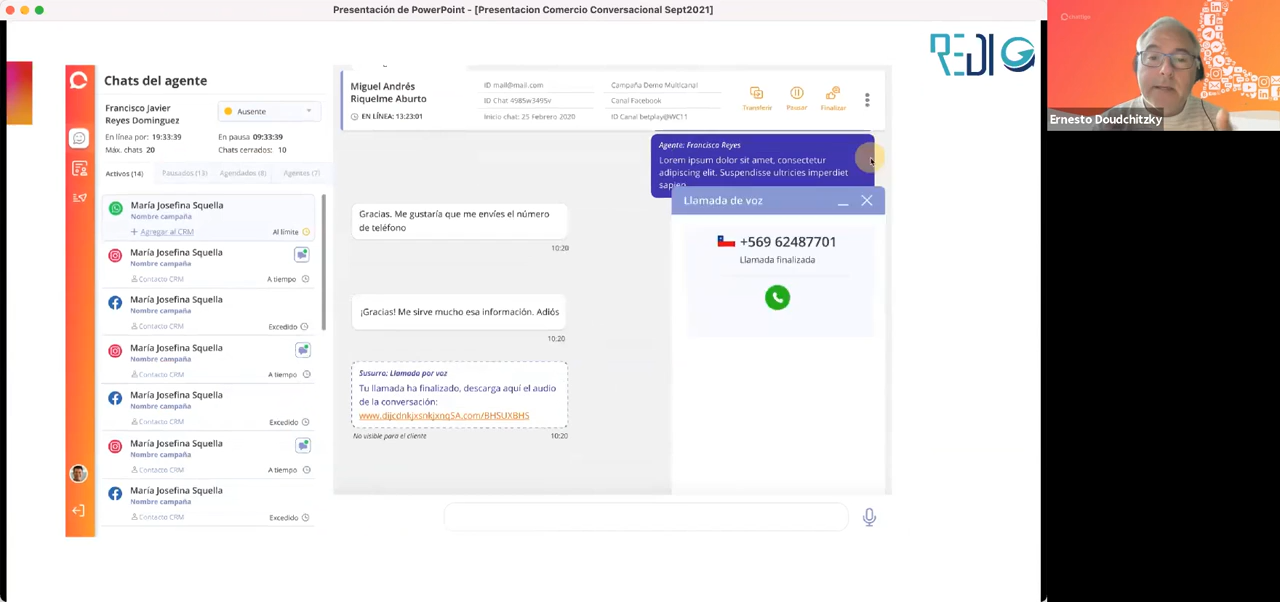 Presentación de PowerPoint - [Presentacion Comercio Conversacional Sept2021]
REDIG
Ernesto Doudchitzky
Chats del agente
Francisco Javier
Reyes Dominguez
Ausente
En línea por: 19:33:39
En pausa 09:33:39
Máx. chats 20
Chats cerrados: 10
Activos (14)
Pausados (13)
Agendados (8)
Agentes (7)
María Josefina Squella
Nombre campaña
+ Agregar al CRM
Al límite
María Josefina Squella
Nombre campaña
Contacto CRM
A tiempo
María Josefina Squella
Nombre campaña
Contacto CRM
Excedido
María Josefina Squella
Nombre campaña
Contacto CRM
A tiempo
María Josefina Squella
Nombre campaña
Contacto CRM
Excedido
María Josefina Squella
Nombre campaña
Contacto CRM
A tiempo
María Josefina Squella
Nombre campaña
Contacto CRM
Excedido
Miguel Andrés
Riquelme Aburto
EN LÍNEA: 13:23:01
ID mail@mail.com
ID Chat 4985w3495v
Inicio chat: 25 Febrero 2020
Campaña Demo Multicanal
Canal Facebook
ID Canal betplay@WC11
Transferir
Pausar
Finalizar
Agente: Francisco Reyes
Lorem ipsum dolor sit amet, consectetur
adipiscing elit. Suspendisse ultricies imperdiet
sapien
Gracias. Me gustaría que me envíes el número
de teléfono
10:20
¡Gracias! Me sirve mucho esa información. Adiós
10:20
Susurro: Llamada por voz
Tu llamada ha finalizado, descarga aquí el audio
de la conversación:
www.dijcdnkjxsnkjxnqSA.com/BHSUXBHS
No visible para el cliente
10:20
Llamada de voz
+569 62487701
Llamada finalizada